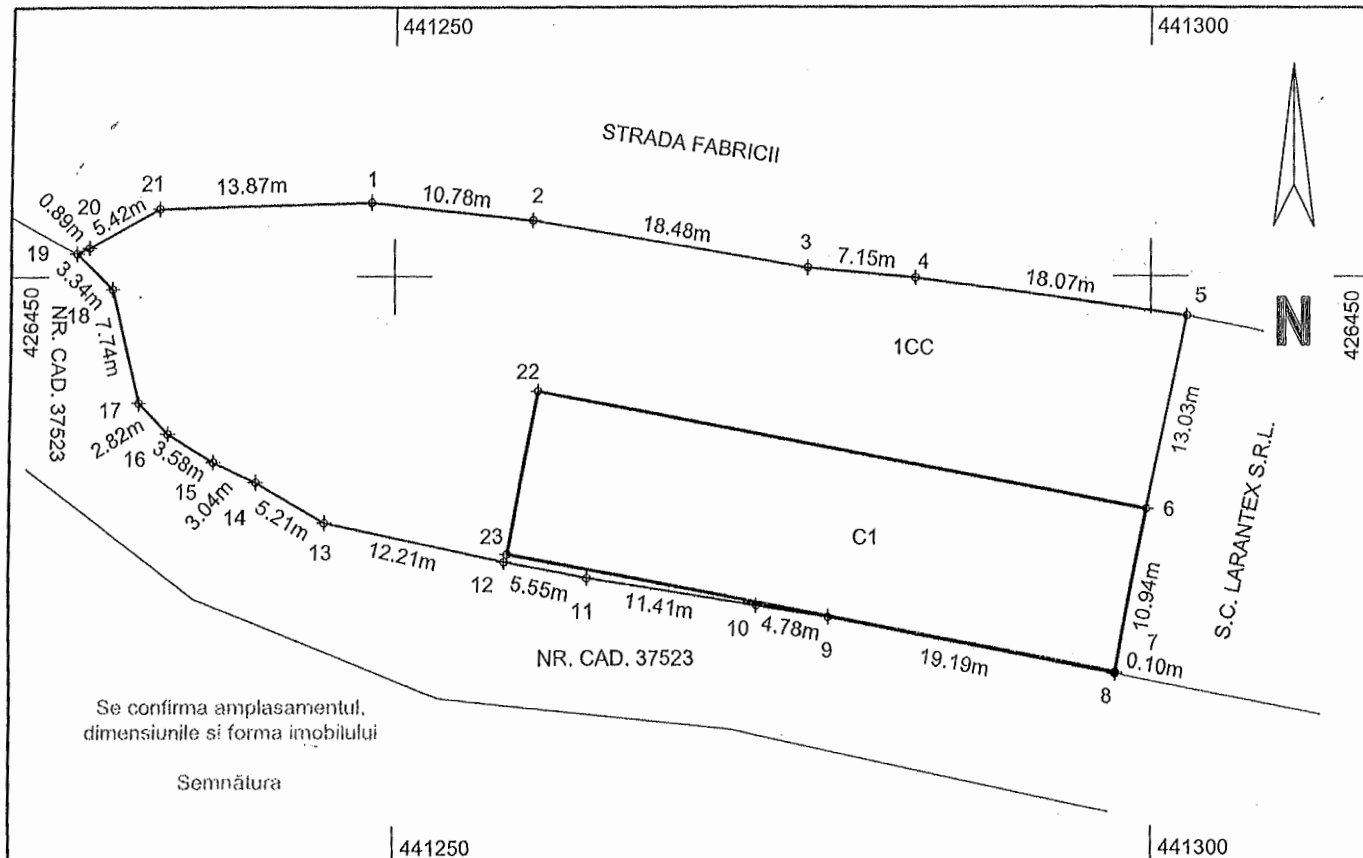 441250
441300
STRADA FABRICII
21
13.87m
1
10.78m
2
18.48m
3
7.15m
4
18.07m
5
20
0.89m
5.42m
19
3.34m
18
7.74m
426450
NR. CAD. 37523
426450
N
1CC
22
13.03m
17
2.82m
16
3.58m
15
3.04m
14
5.21m
13
12.21m
23
12
5.55m
11
11.41m
10
4.78m
9
19.19m
C1
6
10.94m
7
0.10m
8
S.C. LARANTEX S.R.L.
NR. CAD. 37523
Se confirma amplasamentul,
dimensiunile si forma imobilului
Semnătura
441250
441300